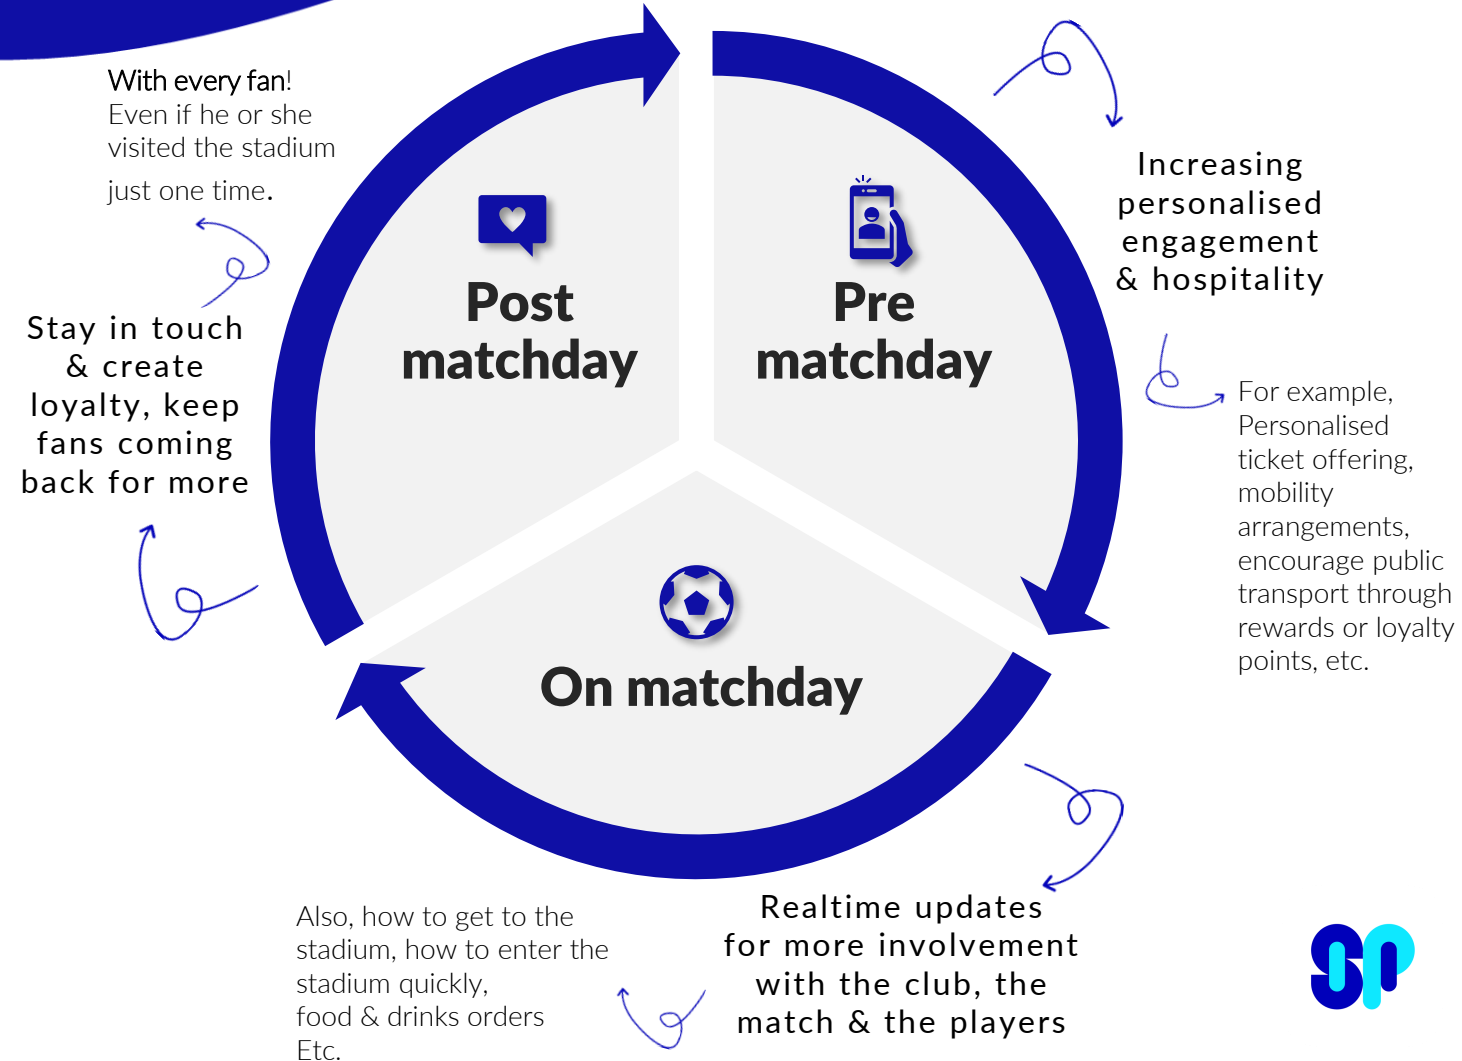 With every fan!
Even if he or she
visited the stadium
just one time.
Stay in touch
& create
loyalty, keep
fans coming
back for more
Post
matchday
Pre
matchday
On matchday
Increasing
personalised
engagement
& hospitality
For example,
Personalised
ticket offering,
mobility
arrangements,
encourage public
transport through
rewards or loyalty
points, etc.
Realtime updates
for more involvement
with the club, the
match & the players
Also, how to get to the
stadium, how to enter the
stadium quickly,
food & drinks orders
Etc.
SP